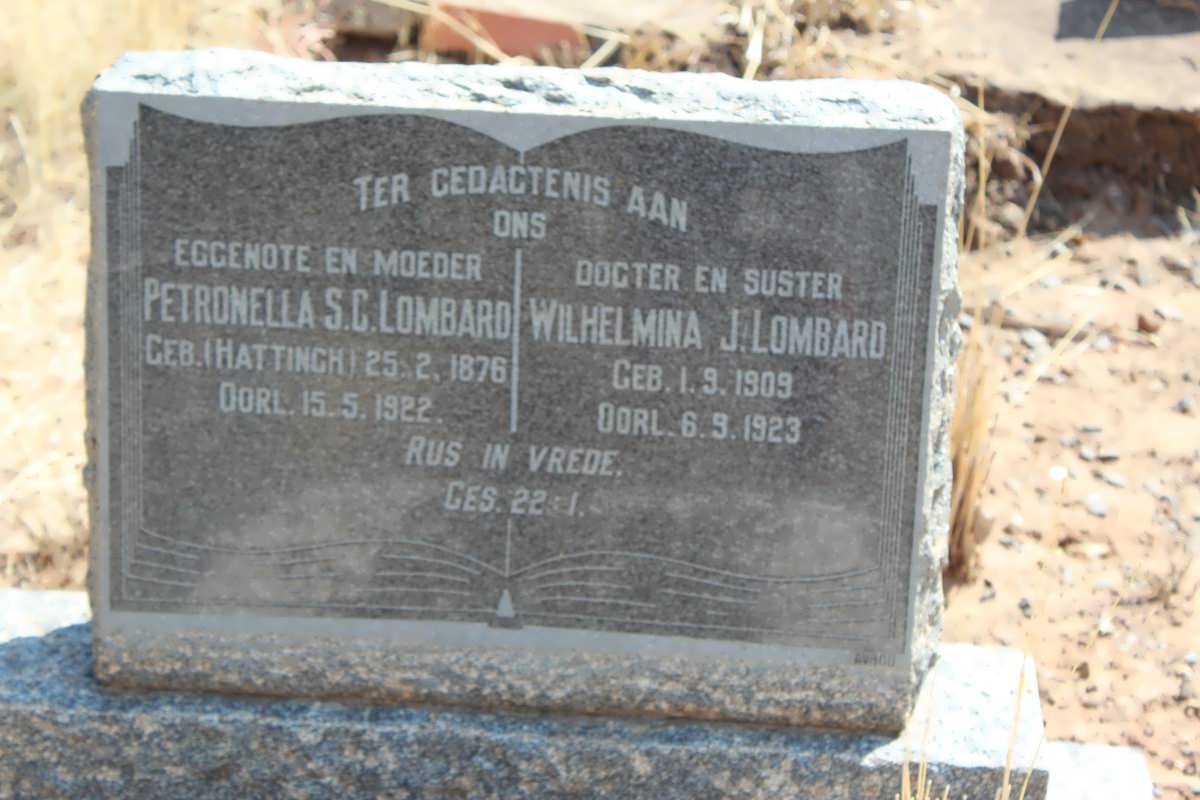 TER GEDAGTENIS AAN
ONS
EGGENOTE EN MOEDER
PETRONELLA S.C. LOMBARD
GEB. (HATTINGH) 25.2.1876
OORL. 15.5.1922.
DOGTER EN SUSTER
WILHELMINA J. LOMBARD
GEB. 1.9.1909
OORL. 6.9.1923
RUS IN VREDE.
GES. 22:1.